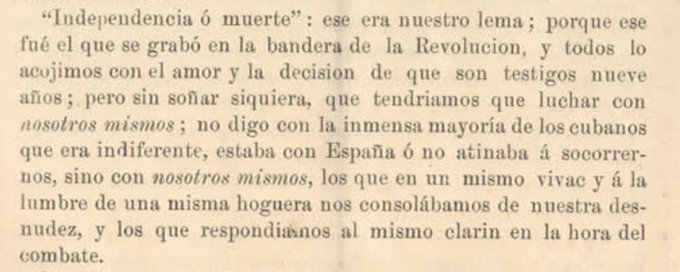 “Independencia ó muerte”: ese era nuestro lema; porque ese
fué el que se grabó en la bandera de la Revolucion, y todos lo
acojimos con el amor y la decision de que son testigos nueve
años; pero sin soñar siquiera, que tendriamos que luchar con
nosotros mismos; no digo con la inmensa mayoría de los cubanos
que era indiferente, estaba con España ó no atinaba á socorrer-
nos, sino con nosotros mismos, los que en un mismo vivac y á la
lumbre de una misma hoguera nos consolábamos de nuestra des-
nudez, y los que respondiamos al mismo clarin en la hora del
combate.